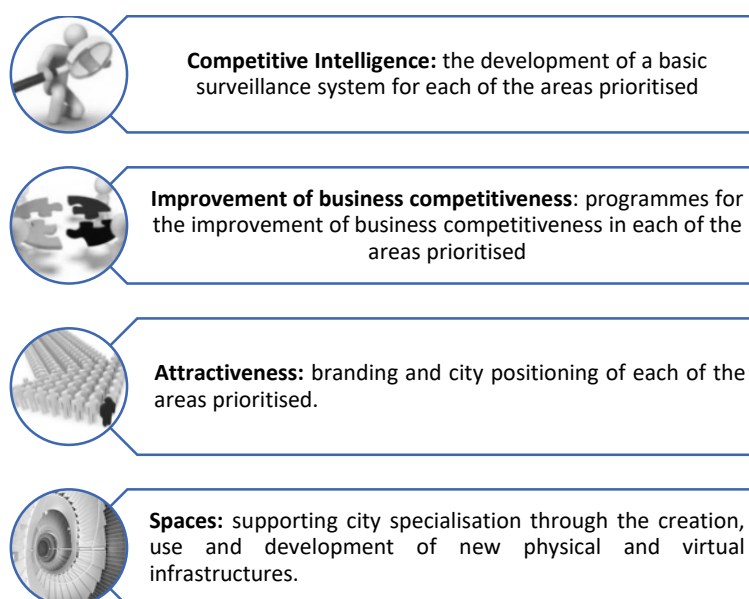 Competitive Intelligence: the development of a basic
surveillance system for each of the areas prioritised
Improvement of business competitiveness: programmes for
the improvement of business competitiveness in each of the
areas prioritised
Attractiveness: branding and city positioning of each of the
areas prioritised.
Spaces: supporting city specialisation through the creation,
use and development of new physical and virtual
infrastructures.